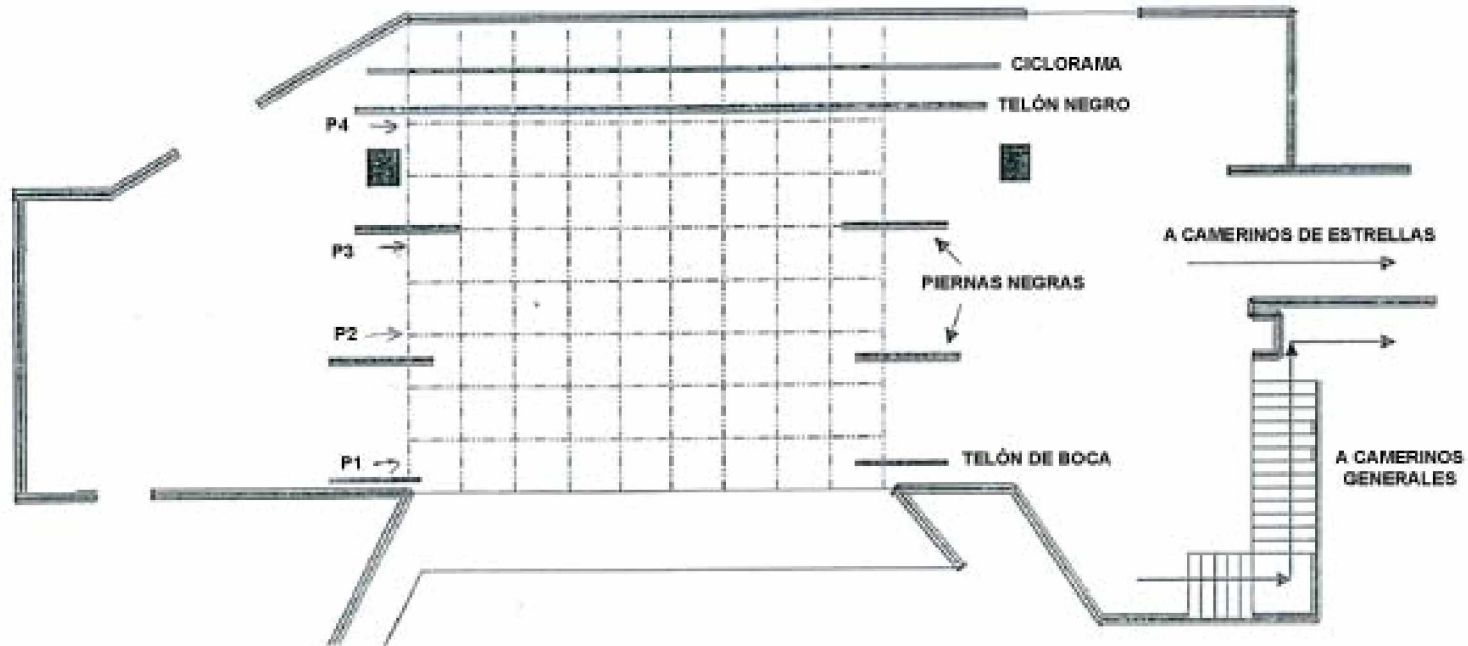 CICLORAMA
TELÓN NEGRO
P4
A CAMERINOS DE ESTRELLAS
P3
PIERNAS NEGRAS
P2
P1
TELÓN DE BOCA
A CAMERINOS
GENERALES